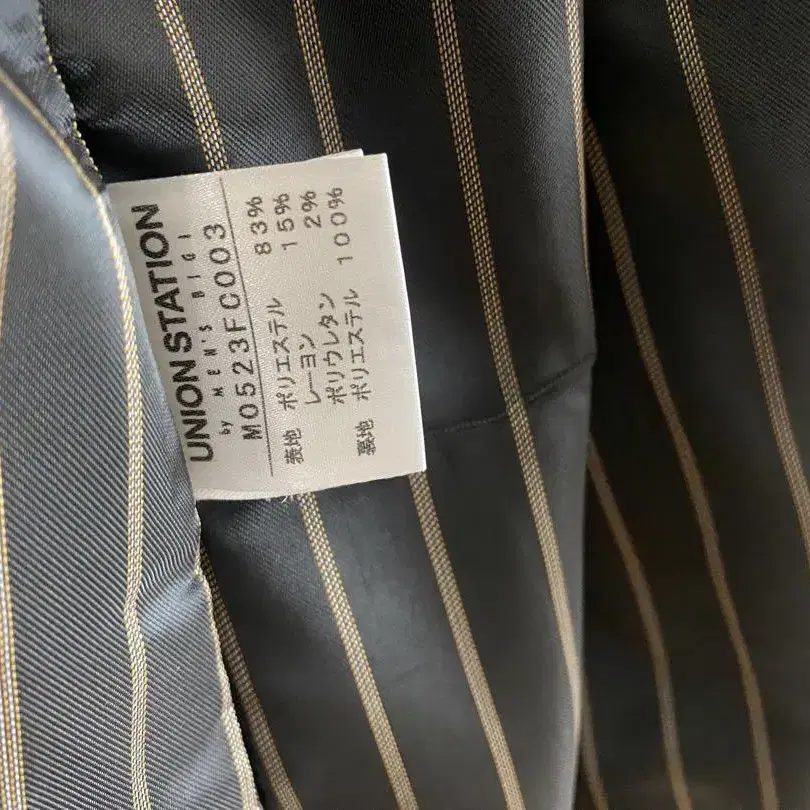 UNION STATION
by MEN'S BIGI
M0523FC003
表地 ポリエステル 83%
レーヨン 15%
ポリウレタン 2%
裏地 ポリエステル 100%